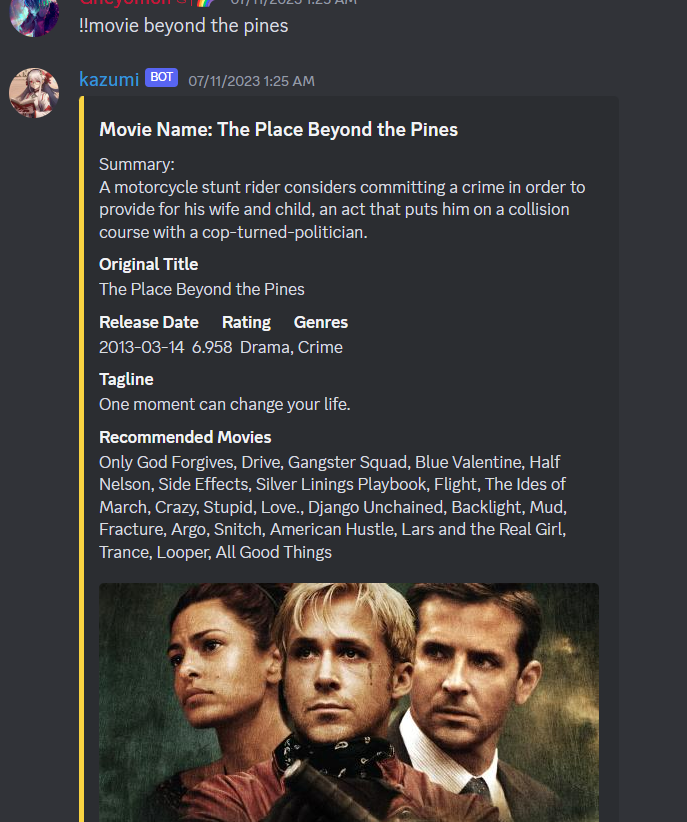 07/11/2023 1:25 AM
!!movie beyond the pines
kazumi BOT 07/11/2023 1:25 AM
Movie Name: The Place Beyond the Pines
Summary:
A motorcycle stunt rider considers committing a crime in order to
provide for his wife and child, an act that puts him on a collision
course with a cop-turned-politician.
Original Title
The Place Beyond the Pines
Release Date Rating Genres
2013-03-14 6.958 Drama, Crime
Tagline
One moment can change your life.
Recommended Movies
Only God Forgives, Drive, Gangster Squad, Blue Valentine, Half
Nelson, Side Effects, Silver Linings Playbook, Flight, The Ides of
March, Crazy, Stupid, Love., Django Unchained, Backlight, Mud,
Fracture, Argo, Snitch, American Hustle, Lars and the Real Girl,
Trance, Looper, All Good Things